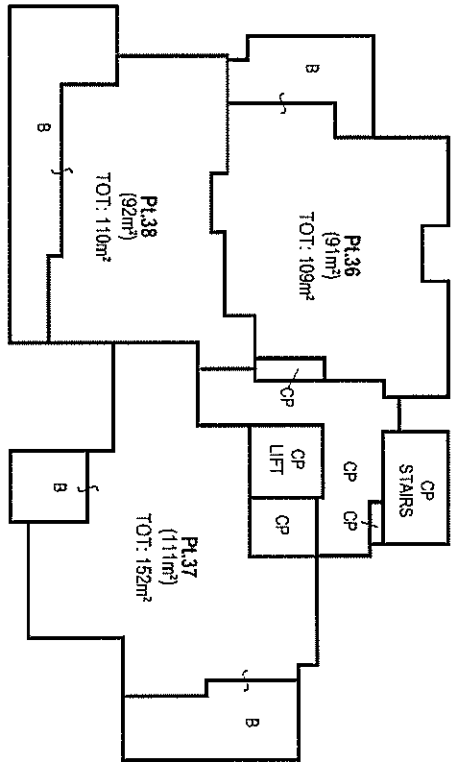 B
Pt.36
(91m²)
TOT: 109m²
B
Pt.38
(92m²)
TOT: 110m²
CP
STAIRS
CP
CP
CP
CP
LIFT
CP
B
Pt.37
(111m²)
TOT: 152m²
B